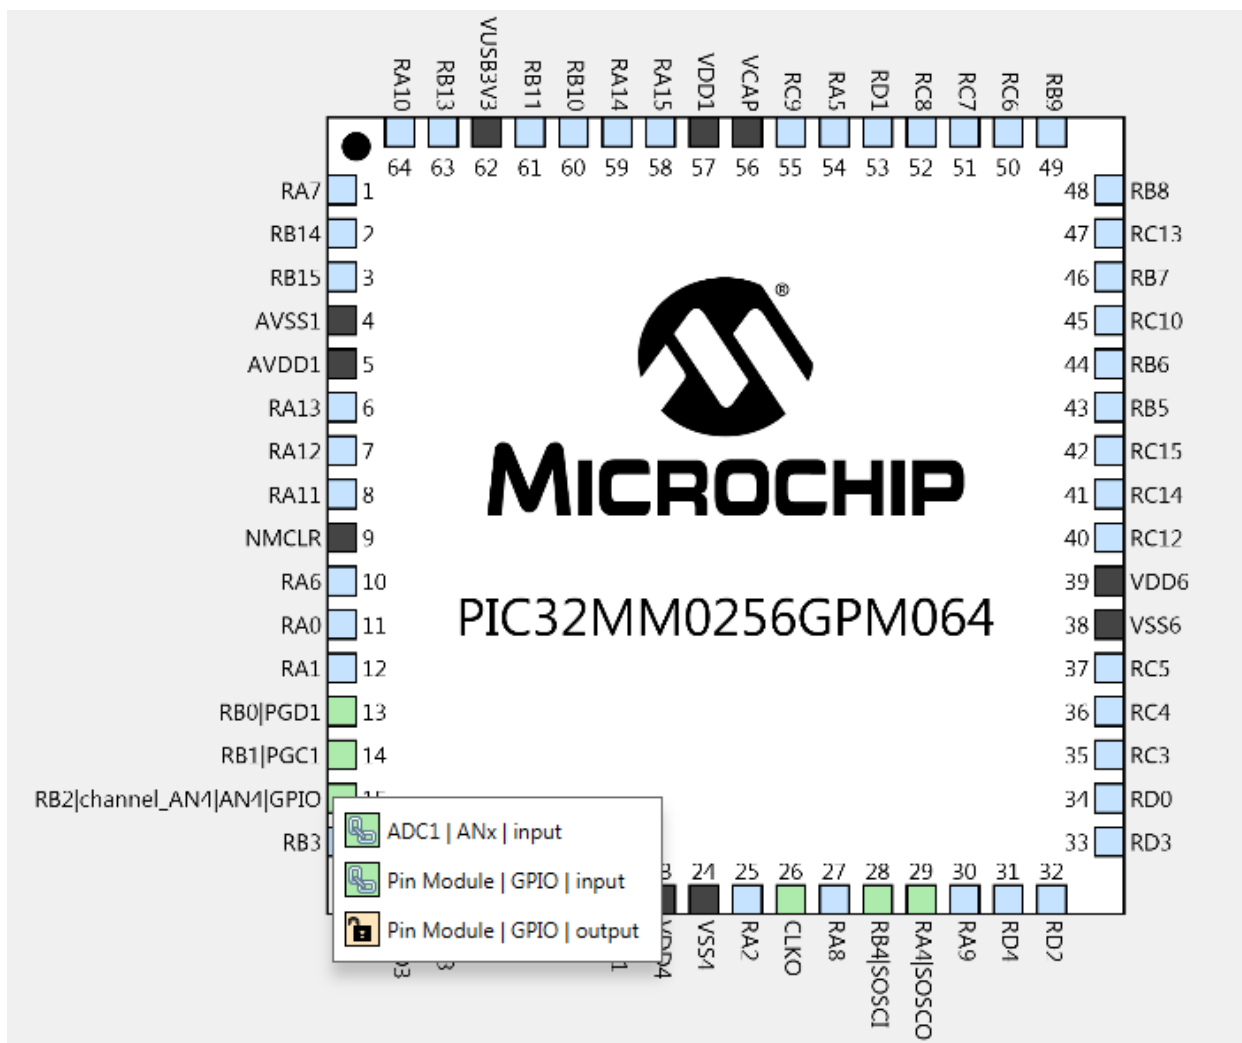 RA10
RB13
VUSB3V3
RB11
RB10
RA14
RA15
VDD1
VCAP
RC9
RA5
RD1
RC8
RC7
RC6
RB9
64 63 62 61 60 59 58 57 56 55 54 53 52 51 50 49
RA7 1
RB14 2
RB15 3
AVSS1 4
AVDD1 5
RA13 6
RA12 7
RA11 8
NMCLR 9
RA6 10
RA0 11
RA1 12
RB0|PGD1 13
RB1|PGC1 14
RB2|channel_AN4|AN4|GPIO
RB3
48 RB8
47 RC13
46 RB7
45 RC10
44 RB6
43 RB5
42 RC15
41 RC14
40 RC12
39 VDD6
38 VSS6
37 RC5
36 RC4
35 RC3
34 RD0
33 RD3
MICROCHIP ®
PIC32MM0256GPM064
ADC1 | ANx | input
Pin Module | GPIO | input
Pin Module | GPIO | output
24 25 26 27 28 29 30 31 32
VSS4
RA2
CLKO
RA8
RB4|SOSCI
RA4|SOSCO
RA9
RD4
RD2